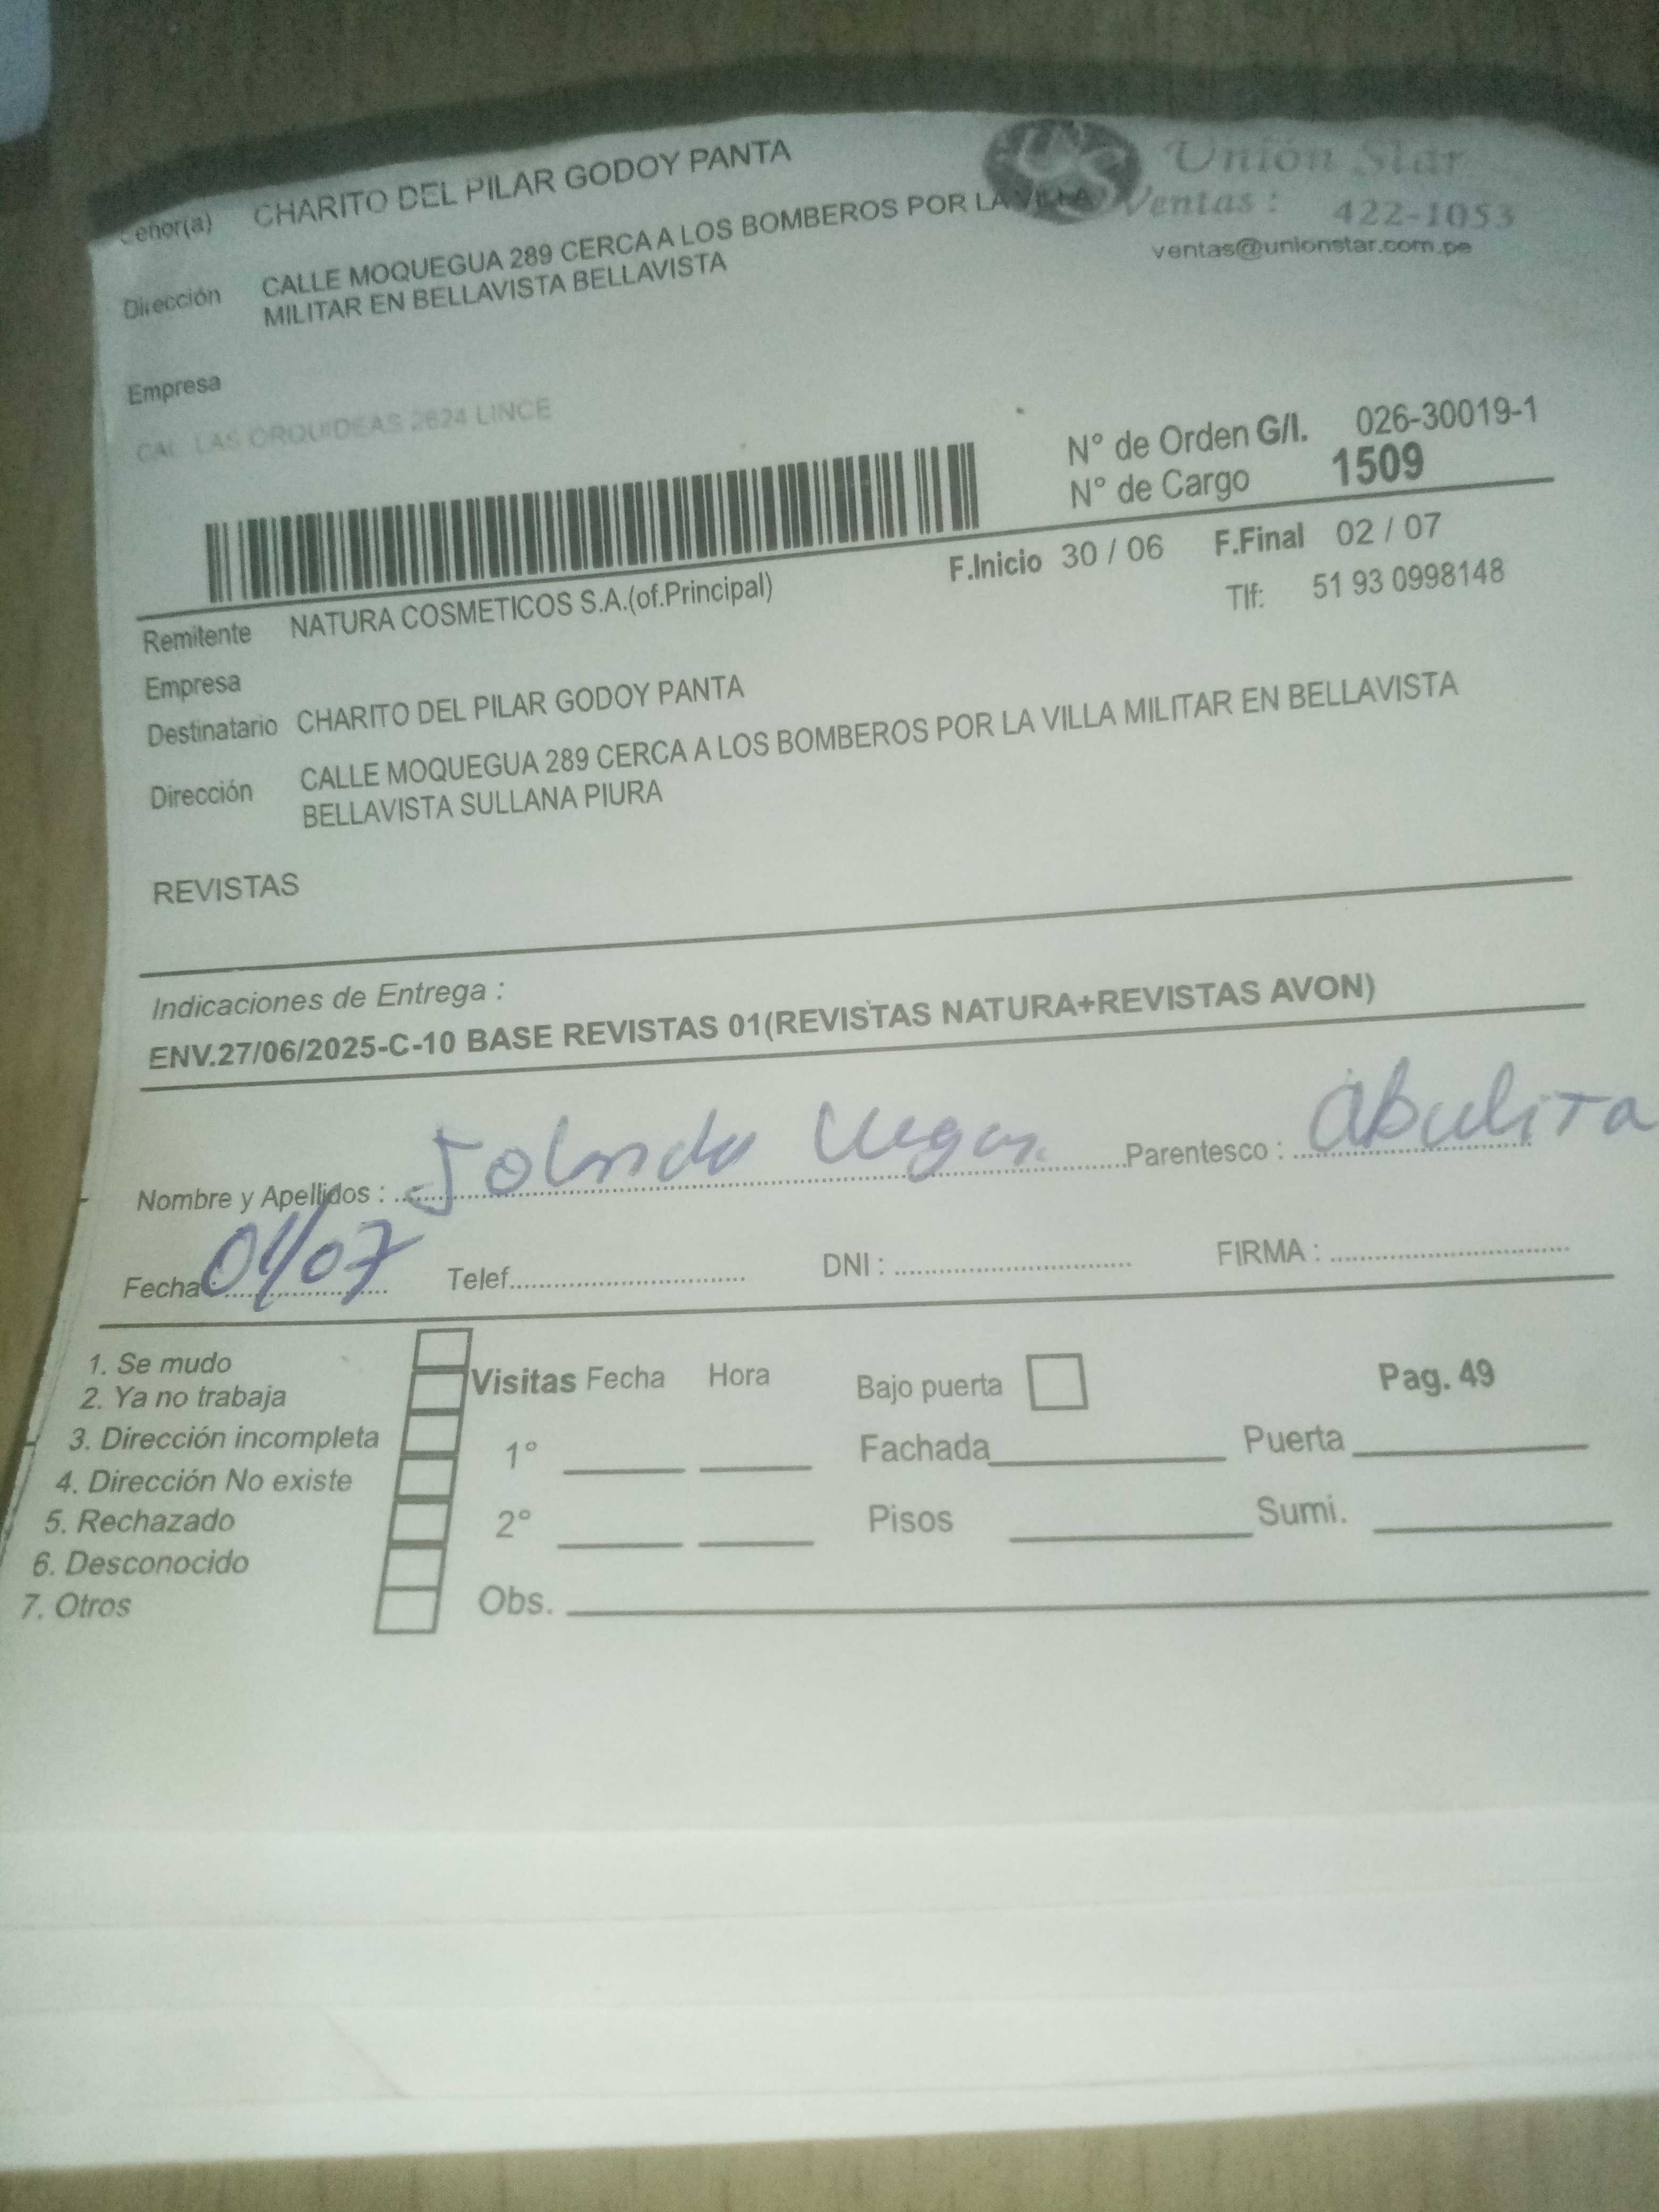 Señor(a) CHARITO DEL PILAR GODOY PANTA
Unión Star
Ventas : 422-1053
ventas@unionstar.com.pe
Dirección CALLE MOQUEGUA 289 CERCA A LOS BOMBEROS POR LA VILLA
MILITAR EN BELLAVISTA BELLAVISTA
Empresa
CAL LAS ORQUIDEAS 2624 LINCE
N° de Orden G/I. 026-30019-1
N° de Cargo 1509
F.Inicio 30 / 06 F.Final 02 / 07
Remitente NATURA COSMETICOS S.A.(of.Principal) Tlf: 51 93 0998148
Empresa
Destinatario CHARITO DEL PILAR GODOY PANTA
Dirección CALLE MOQUEGUA 289 CERCA A LOS BOMBEROS POR LA VILLA MILITAR EN BELLAVISTA
BELLAVISTA SULLANA PIURA
REVISTAS
Indicaciones de Entrega :
ENV.27/06/2025-C-10 BASE REVISTAS 01(REVISTAS NATURA+REVISTAS AVON)
Nombre y Apellidos : Parentesco : abulita
Fecha : 01/07 Telef. DNI : FIRMA :
1. Se mudo
2. Ya no trabaja
3. Dirección incompleta
4. Dirección No existe
5. Rechazado
6. Desconocido
7. Otros
Visitas Fecha Hora
1°
2°
Obs.
Bajo puerta Pag. 49
Fachada Puerta
Pisos Sumi.